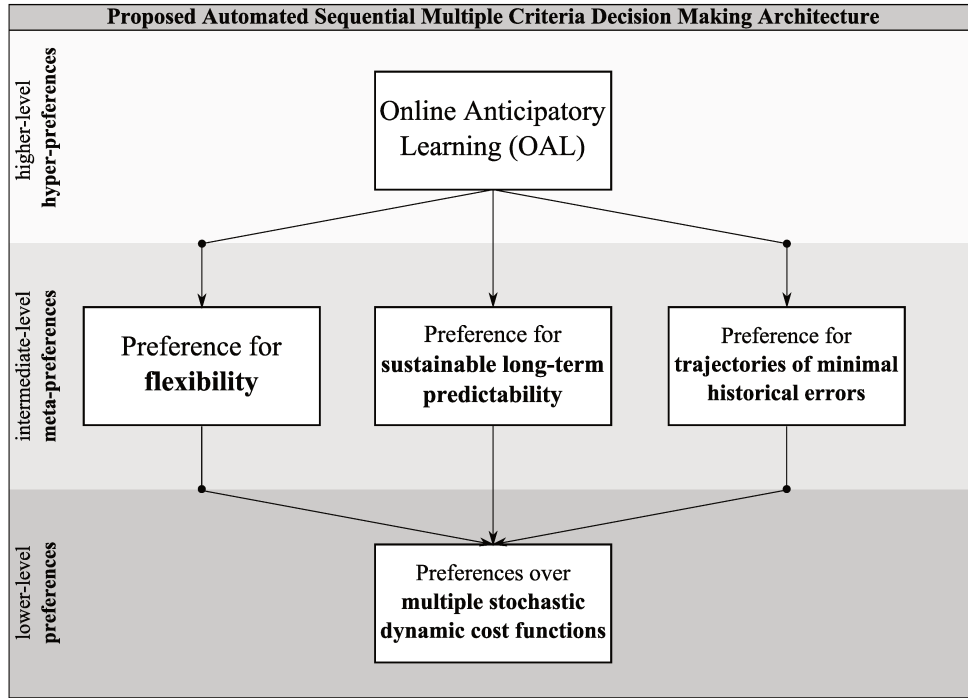 Proposed Automated Sequential Multiple Criteria Decision Making Architecture
higher-level
hyper-preferences
Online Anticipatory
Learning (OAL)
intermediate-level
meta-preferences
Preference for
flexibility
Preference for
sustainable long-term
predictability
Preference for
trajectories of minimal
historical errors
lower-level
preferences
Preferences over
multiple stochastic
dynamic cost functions